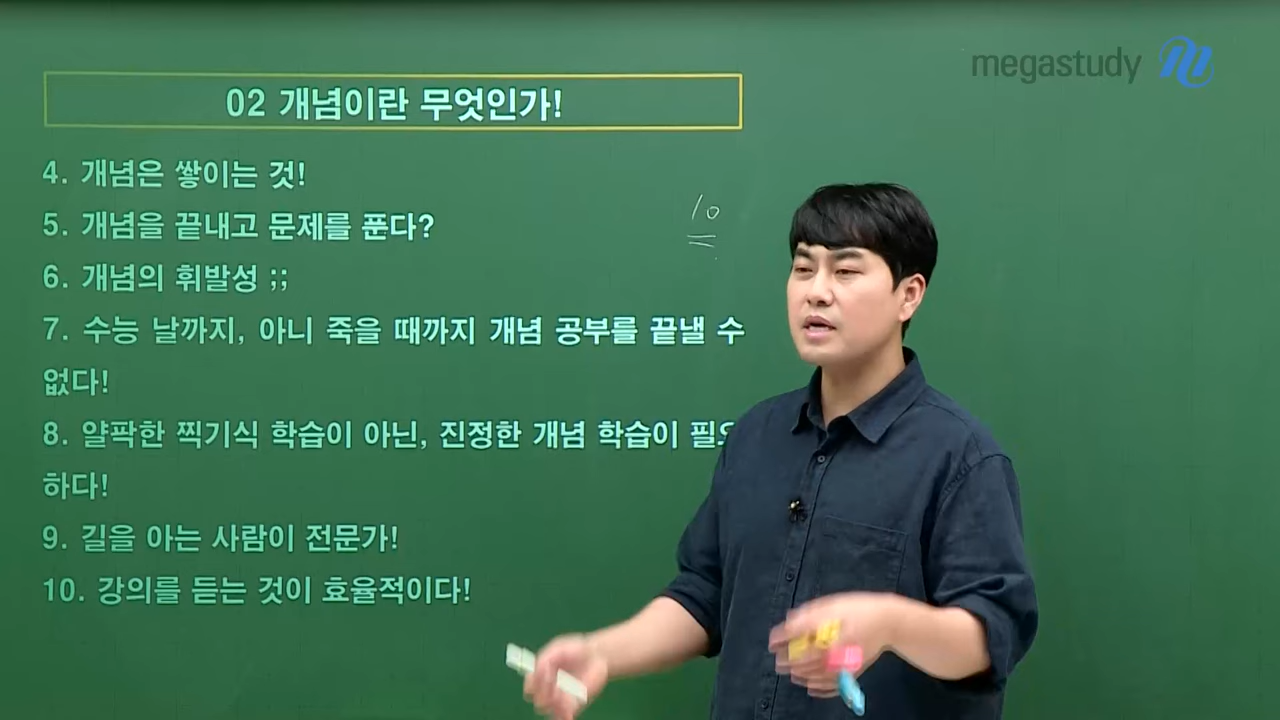 megastudy
02 개념이란 무엇인가!
4. 개념은 쌓이는 것!
5. 개념을 끝내고 문제를 푼다?
10
6. 개념의 휘발성 ;;
7. 수능 날까지, 아니 죽을 때까지 개념 공부를 끝낼 수
없다!
8. 얄팍한 찍기식 학습이 아닌, 진정한 개념 학습이 필요
하다!
9. 길을 아는 사람이 전문가!
10. 강의를 듣는 것이 효율적이다!